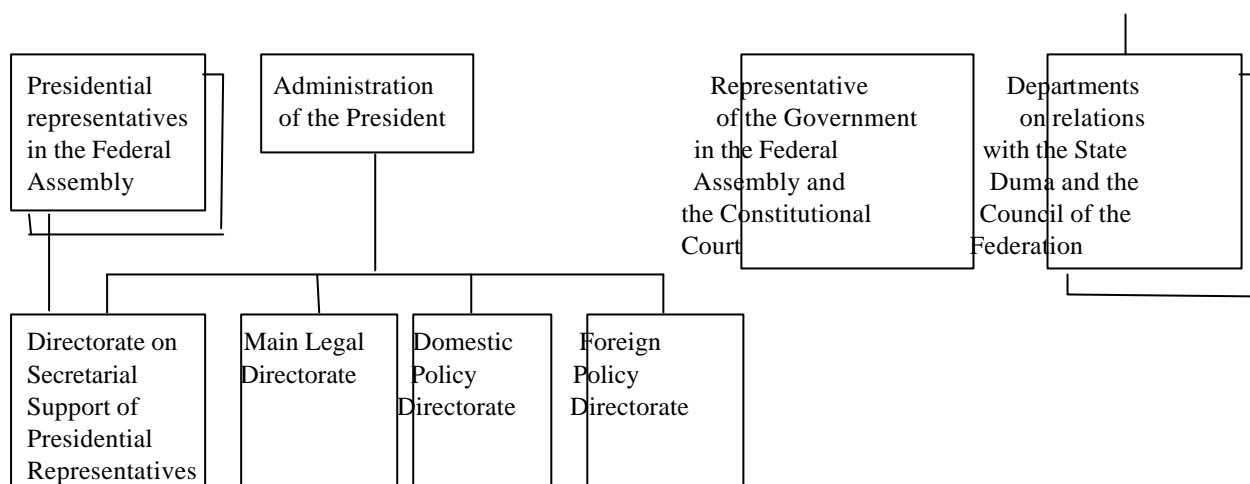 Presidential
representatives
in the Federal
Assembly
Administration
of the President
Representative
of the Government
in the Federal
Assembly and
the Constitutional
Court
Departments
on relations
with the State
Duma and the
Council of the
Federation
Directorate on
Secretarial
Support of
Presidential
Representatives
Main Legal
Directorate
Domestic
Policy
Directorate
Foreign
Policy
Directorate